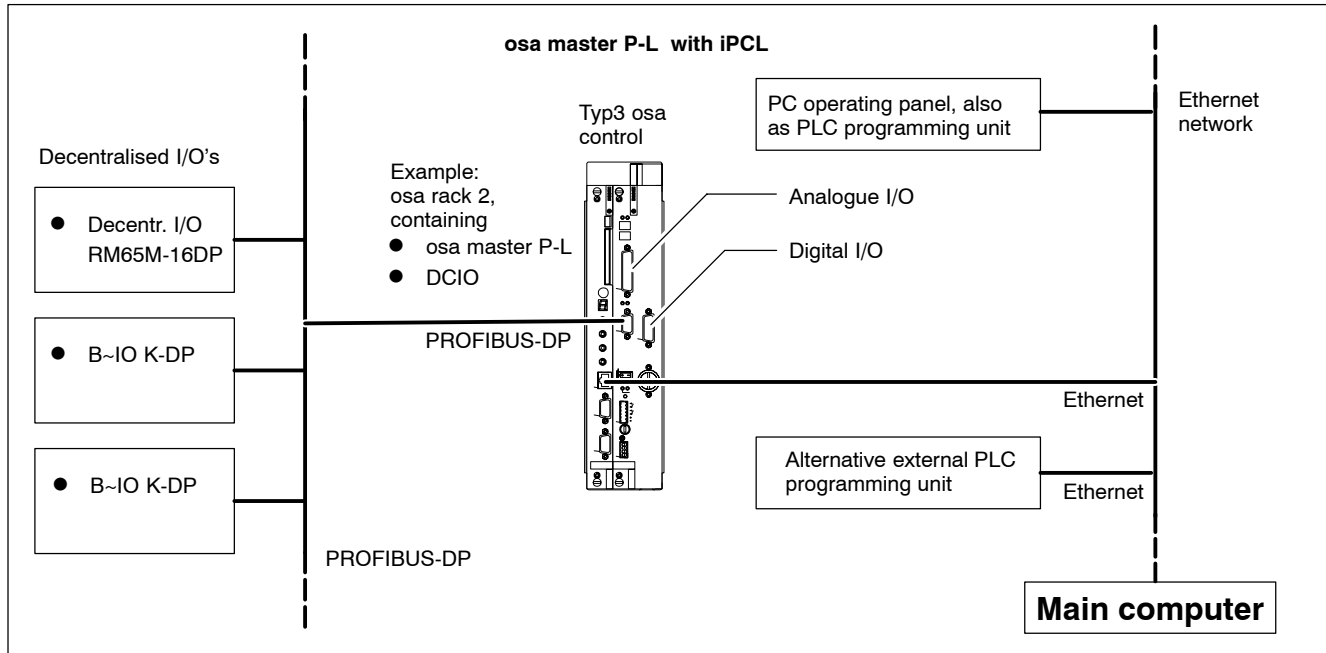 osa master P-L with iPCL
Decentralised I/O's
● Decentr. I/O
RM65M-16DP
● B~IO K-DP
● B~IO K-DP
PROFIBUS-DP
Example:
osa rack 2,
containing
● osa master P-L
● DCIO
PROFIBUS-DP
Typ3 osa
control
Analogue I/O
Digital I/O
PC operating panel, also
as PLC programming unit
Ethernet
network
Ethernet
Alternative external PLC
programming unit
Ethernet
Main computer